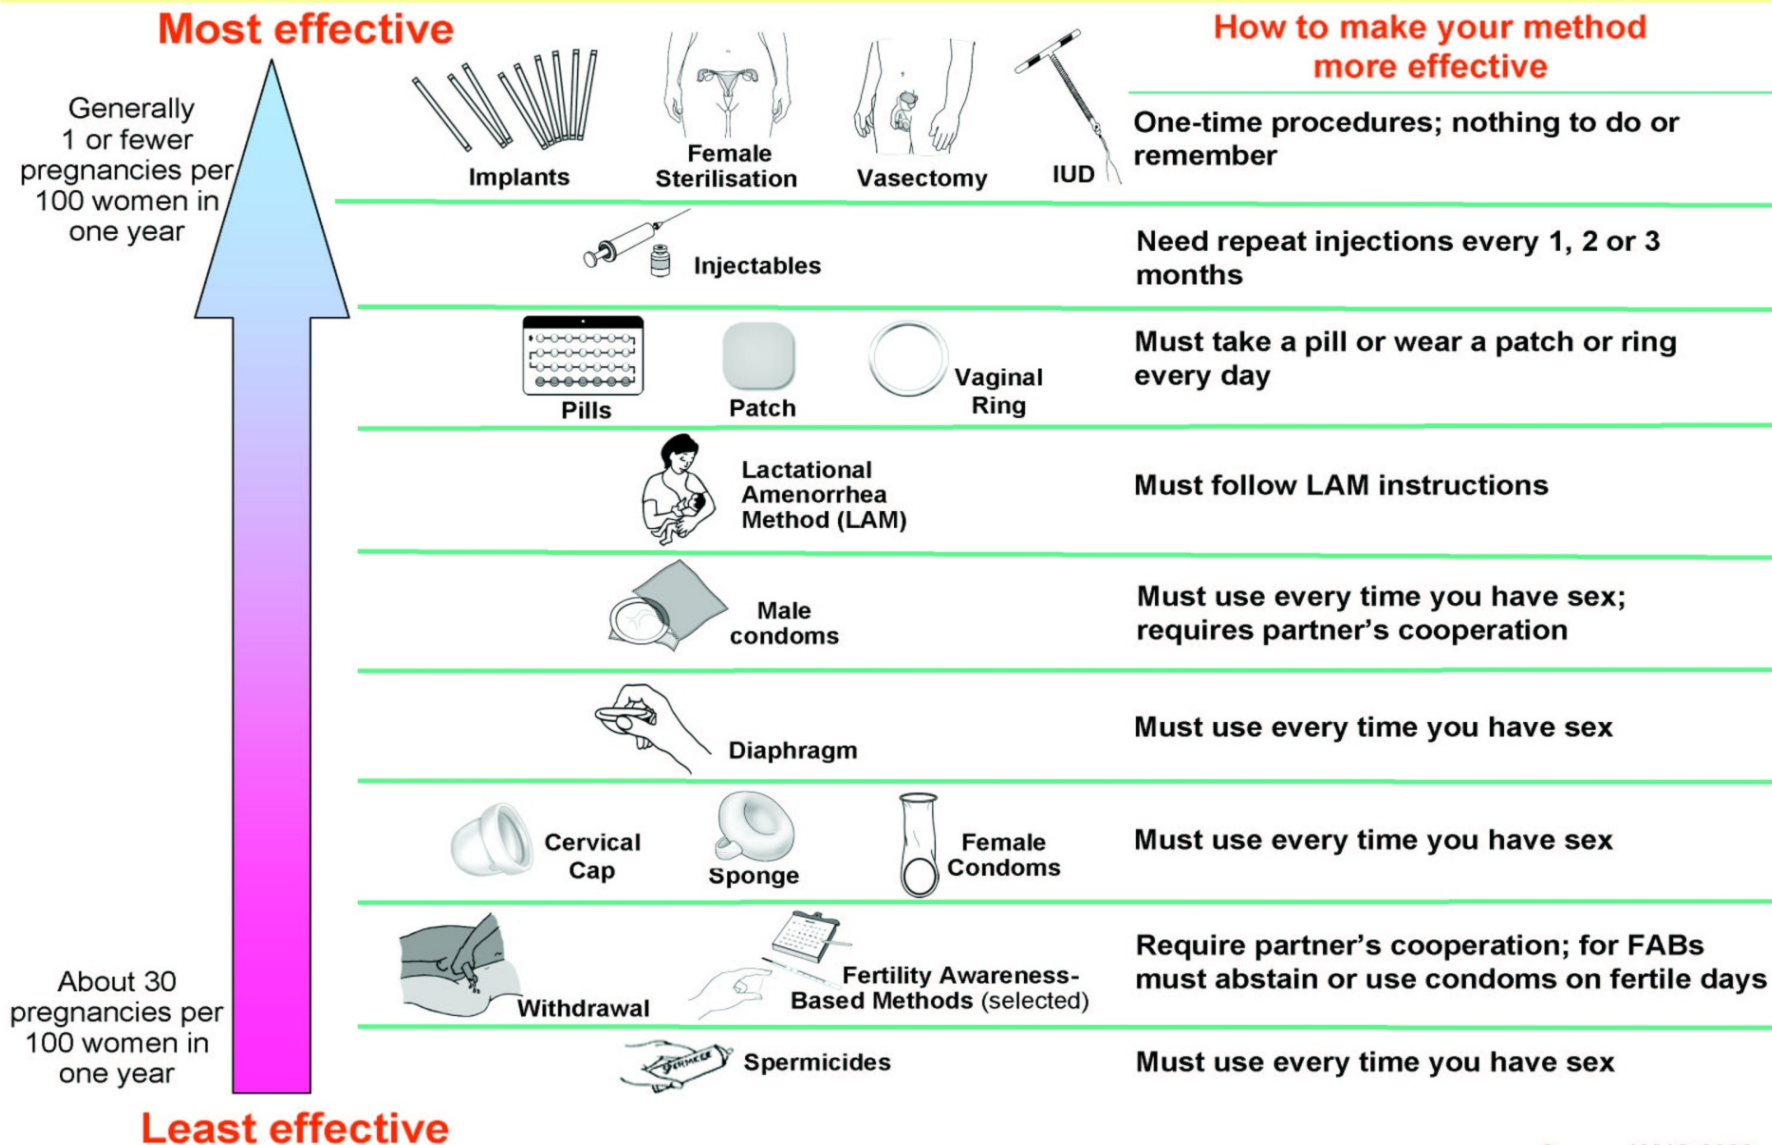 Most effective
Generally
1 or fewer
pregnancies per
100 women in
one year
How to make your method
more effective
Implants
Female
Sterilisation
Vasectomy
IUD
One-time procedures; nothing to do or
remember
Injectables
Need repeat injections every 1, 2 or 3
months
Pills
Patch
Vaginal
Ring
Must take a pill or wear a patch or ring
every day
Lactational
Amenorrhea
Method (LAM)
Must follow LAM instructions
Male
condoms
Must use every time you have sex;
requires partner's cooperation
Diaphragm
Must use every time you have sex
Cervical
Cap
Sponge
Female
Condoms
Must use every time you have sex
Withdrawal
Fertility Awareness-
Based Methods (selected)
Require partner's cooperation; for FABs
must abstain or use condoms on fertile days
About 30
pregnancies per
100 women in
one year
Spermicides
Must use every time you have sex
Least effective